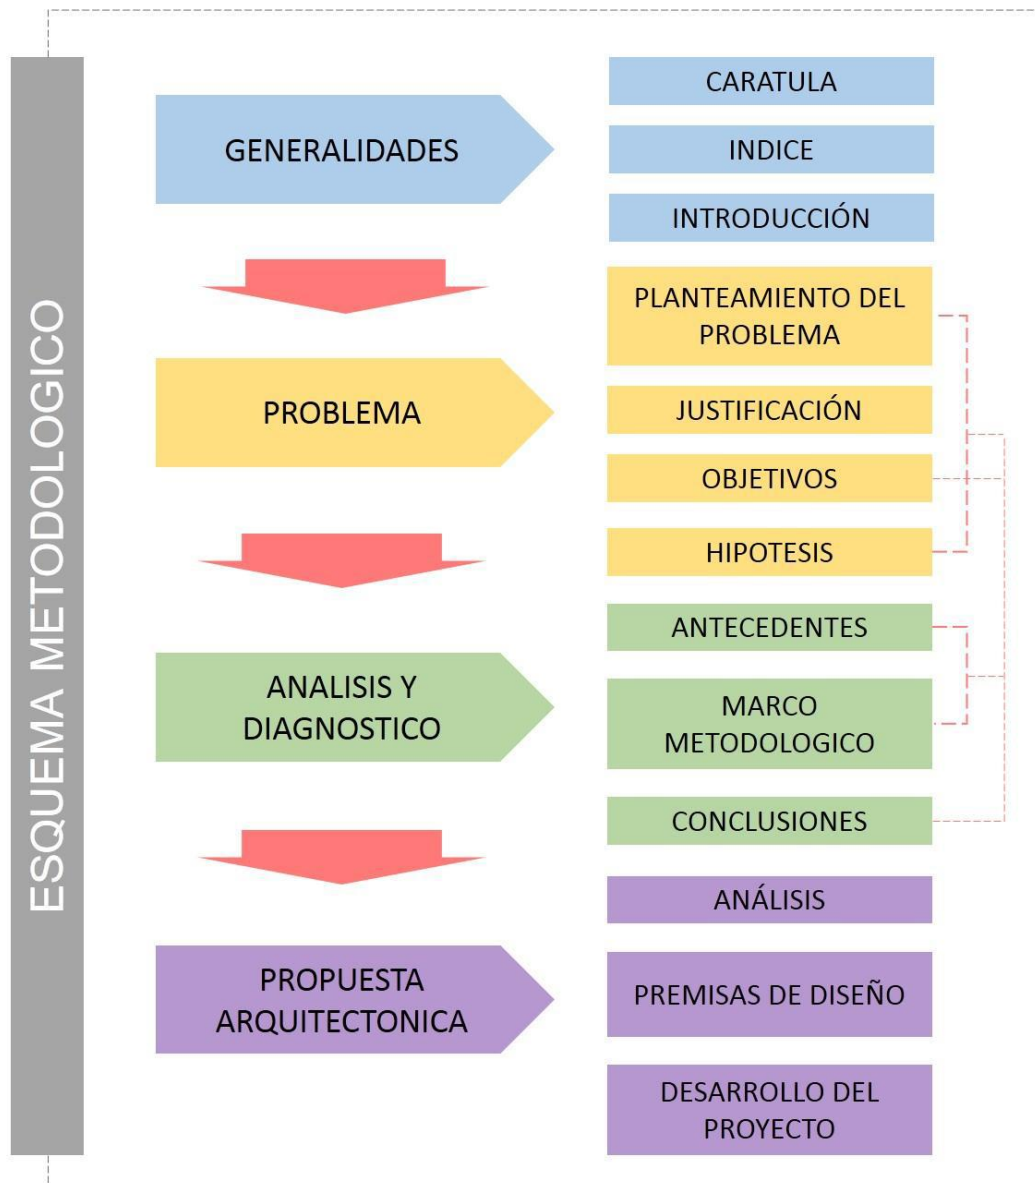 ESQUEMA METODOLOGICO
GENERALIDADES
CARATULA
INDICE
INTRODUCCIÓN
PROBLEMA
PLANTEAMIENTO DEL
PROBLEMA
JUSTIFICACIÓN
OBJETIVOS
HIPOTESIS
ANALISIS Y
DIAGNOSTICO
ANTECEDENTES
MARCO
METODOLOGICO
CONCLUSIONES
PROPUESTA
ARQUITECTONICA
ANÁLISIS
PREMISAS DE DISEÑO
DESARROLLO DEL
PROYECTO